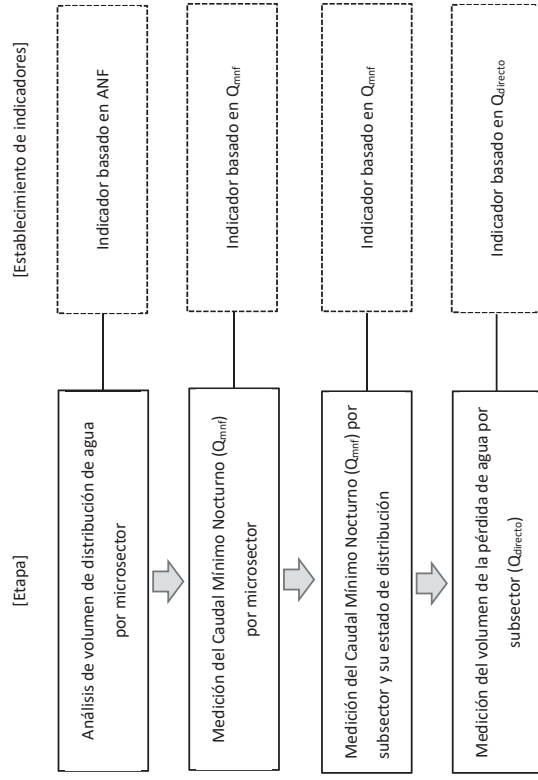 [Etapa]
[Establecimiento de indicadores]
Análisis de volumen de distribución de agua
por microsector
Indicador basado en ANF
Medición del Caudal Mínimo Nocturno (Qmnf)
por microsector
Indicador basado en Qmnf
Medición del Caudal Mínimo Nocturno (Qmnf) por
subsector y su estado de distribución
Indicador basado en Qmnf
Medición del volumen de la pérdida de agua por
subsector (Qdirecto)
Indicador basado en Qdirecto